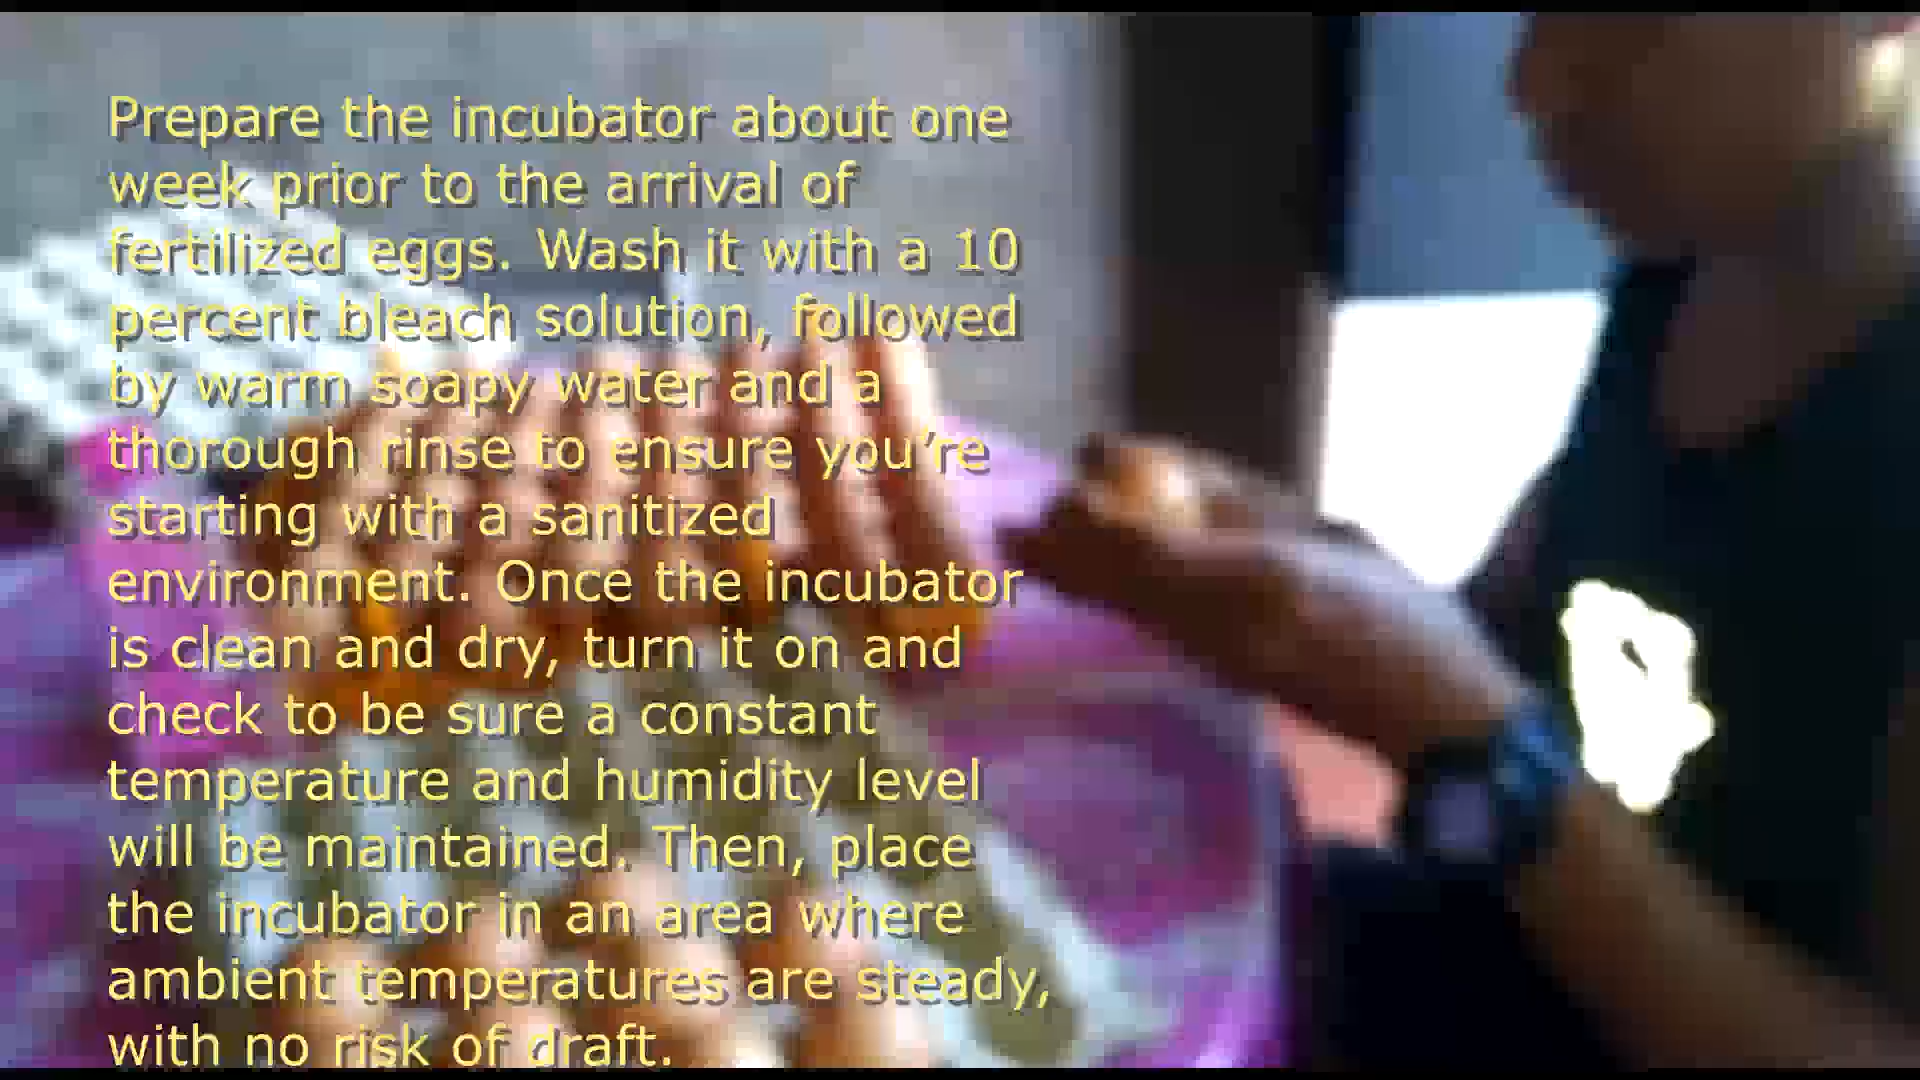 Prepare the incubator about one
week prior to the arrival of
fertilized eggs. Wash it with a 10
percent bleach solution, followed
by warm soapy water and a
thorough rinse to ensure you’re
starting with a sanitized
environment. Once the incubator
is clean and dry, turn it on and
check to be sure a constant
temperature and humidity level
will be maintained. Then, place
the incubator in an area where
ambient temperatures are steady,
with no risk of draft.